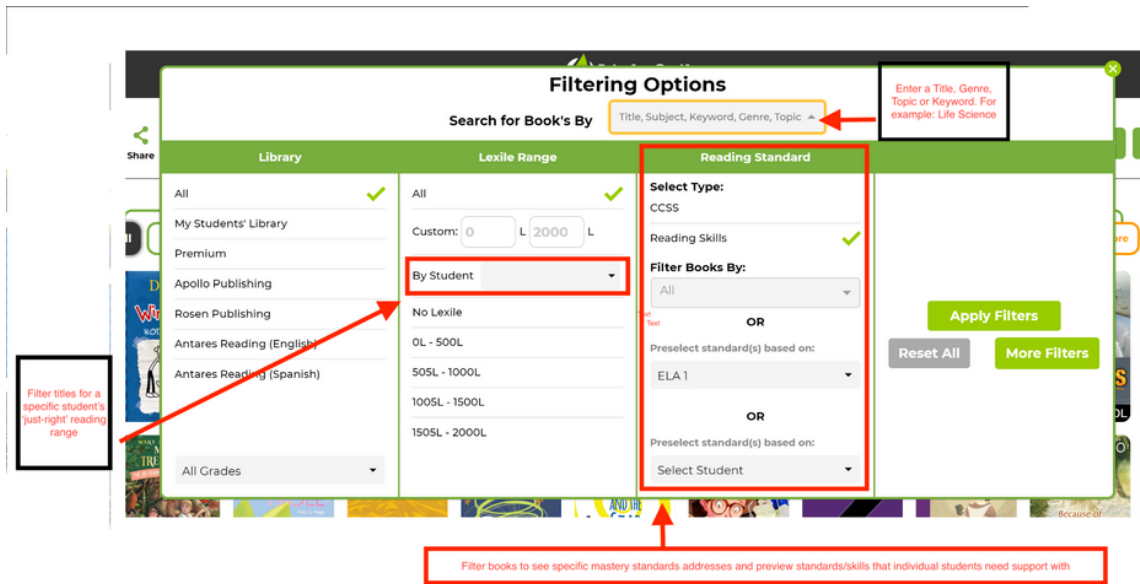 Filtering Options
Search for Book's By
Title, Subject, Keyword, Genre, Topic
Enter a Title, Genre,
Topic or Keyword. For
example: Life Science
Share
Library
All
My Students' Library
Premium
Apollo Publishing
Rosen Publishing
Antares Reading (English)
Antares Reading (Spanish)
All Grades
Lexile Range
All
Custom: 0 L 2000 L
By Student
No Lexile
0L - 500L
505L - 1000L
1005L - 1500L
1505L - 2000L
Reading Standard
Select Type:
CCSS
Reading Skills
Filter Books By:
All
Text
OR
Preselect standard(s) based on:
ELA 1
OR
Preselect standard(s) based on:
Select Student
Apply Filters
Reset All
More Filters
Filter titles for a
specific student's
'just-right' reading
range
AND THE
Because of
Filter books to see specific mastery standards addresses and preview standards/skills that individual students need support with